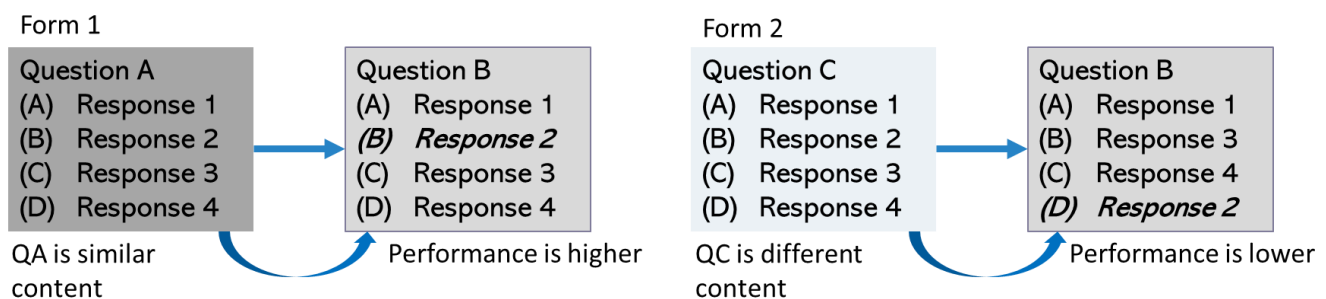 Form 1
Question A
(A) Response 1
(B) Response 2
(C) Response 3
(D) Response 4
QA is similar
content
Question B
(A) Response 1
(B) Response 2
(C) Response 3
(D) Response 4
Performance is higher
Form 2
Question C
(A) Response 1
(B) Response 2
(C) Response 3
(D) Response 4
QC is different
content
Question B
(A) Response 1
(B) Response 3
(C) Response 4
(D) Response 2
Performance is lower